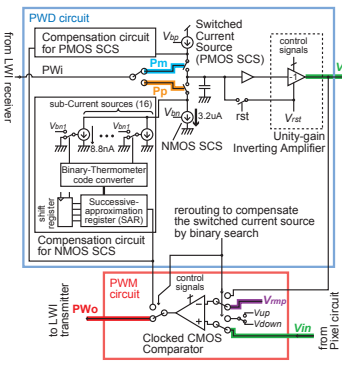 PWD circuit
from LWI receiver
Compensation circuit
for PMOS SCS
Vbp
Switched
Current
Source
(PMOS SCS)
control
signals
PWi
Pm
Pp
-1
V
sub-Current sources (16)
Vbn1
Vbn1
8.8nA
Vbn
3.2uA
NMOS SCS
rst
Vrst
Unity-gain
Inverting Amplifier
Binary-Thermometer
code converter
shift
register
Successive-
approximation
register (SAR)
Compensation circuit
for NMOS SCS
rerouting to compensate
the switched current source
by binary search
PWM
circuit
control
signals
to LWI
transmitter
PWo
Vrmp
Vup
Vdown
Vin
Clocked CMOS
Comparator
from
Pixel circuit